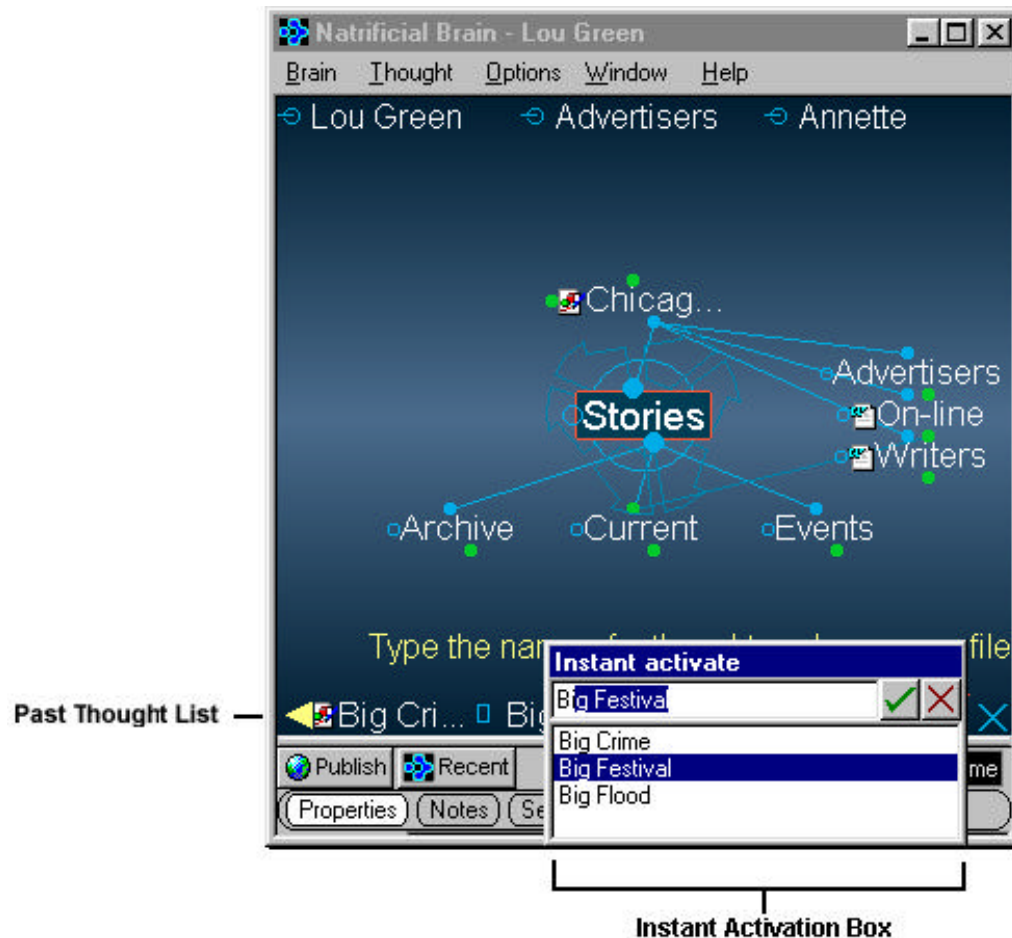 Natrificial Brain - Lou Green
Brain Thought Options Window Help
Lou Green Advertisers Annette
Chicag...
Advertisers
Stories
On-line
Writers
Archive Current Events
Type the nam file
Instant activate
Past Thought List
Big Cri... Big
Big Festival
Big Crime
Publish Recent
Big Festival
me
Big Flood
Properties Notes Se
Instant Activation Box